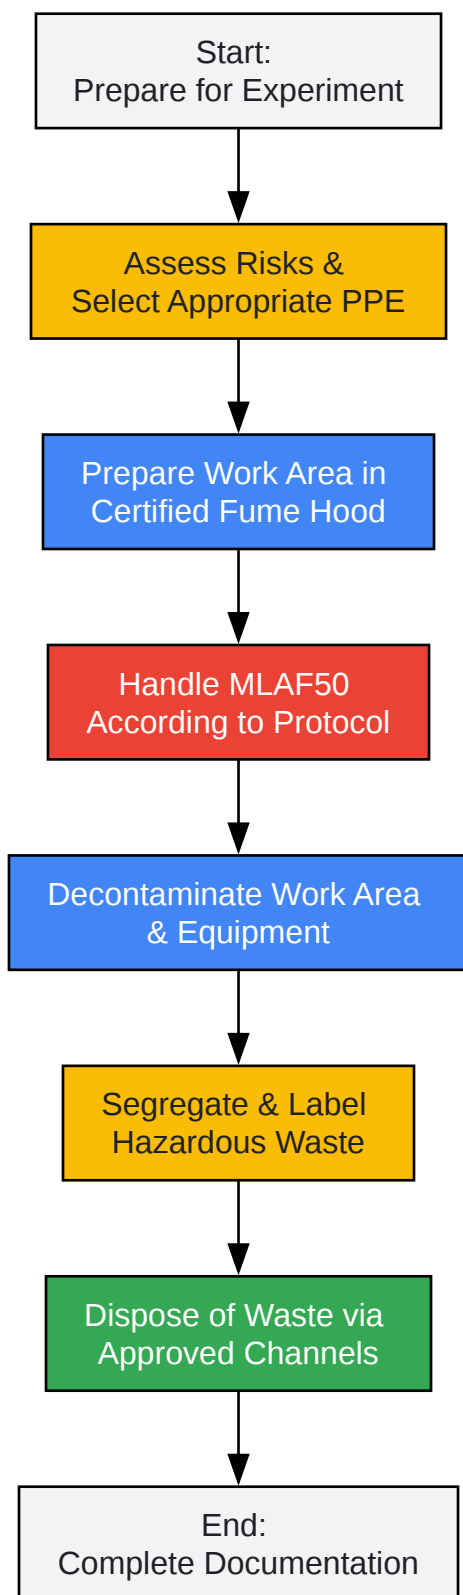 Start:
Prepare for Experiment
Assess Risks &
Select Appropriate PPE
Prepare Work Area in
Certified Fume Hood
Handle MLAF50
According to Protocol
Decontaminate Work Area
& Equipment
Segregate & Label
Hazardous Waste
Dispose of Waste via
Approved Channels
End:
Complete Documentation